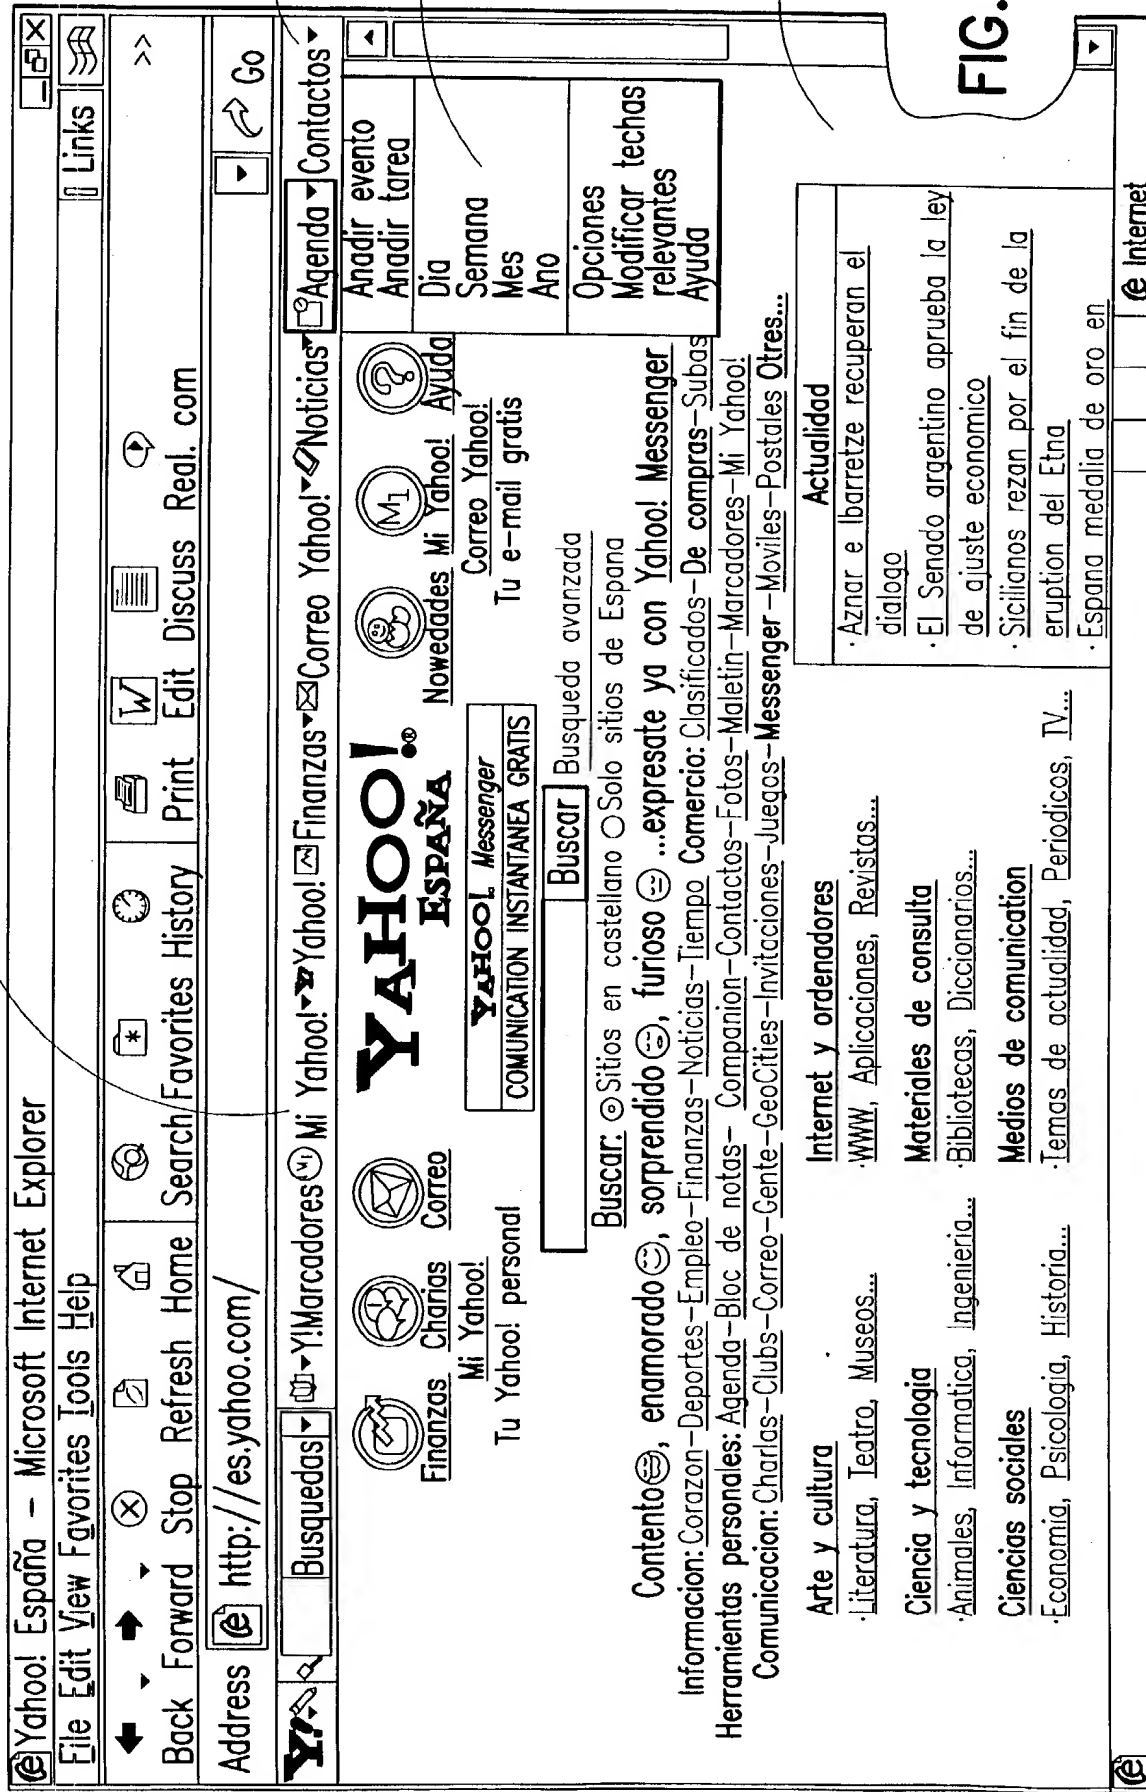 Yahoo! España – Microsoft Internet Explorer
File Edit View Favorites Tools Help
Links
Back Forward Stop Refresh Home Search Favorites History Print Edit Discuss Real. com
>>
Address http://es.yahoo.com/ Go
Y! Busquedas Y!Marcadores Mi Yahoo! Yahoo! Finanzas Correo Yahoo! Noticias Agenda Contactos
Anadir evento
Anadir tarea
Dia
Semana
Mes
Ano
Opciones
Modificar techas
relevantes
Ayuda
YAHOO!®
ESPAÑA
Finanzas Charias Correo Nowedades Mi Yahoo! Ayuda
Mi Yahoo!
Tu Yahoo! personal
Correo Yahoo!
Tu e-mail gratis
YAHOO! Messenger
COMUNICATION INSTANTANEA GRATIS
Buscar Busqueda avanzada
Buscar: Sitios en castellano Solo sitios de Espana
Contento, enamorado, sorprendido, furioso ...expresate ya con Yahoo! Messenger
Informacion: Corazon-Deportes-Empleo-Finanzas-Noticias-Tiempo Comercio: Clasificados-De compras-Subas
Herramientas personales: Agenda-Bloc de notas- Companion-Contactos-Fotos-Maletin-Marcadores-Mi Yahoo!
Comunicacion: Charlas-Clubs-Correo-Gente-GeoCities-Invitaciones-Juegos-Messenger-Moviles-Postales Otres...
Arte y cultura
·Literatura, Teatro, Museos...
Ciencia y tecnologia
·Animales, Informatica, Ingenieria...
Ciencias sociales
·Economia, Psicologia, Historia...
Internet y ordenadores
·WWW, Aplicaciones, Revistas...
Materiales de consulta
·Bibliotecas, Diccionarios...
Medios de comunication
·Temas de actualidad, Periodicos, TV...
Actualidad
·Aznar e Ibarretze recuperan el
dialogo
·El Senado argentino aprueba la ley
de ajuste economico
·Sicilianos rezan por el fin de la
eruption del Etna
·Espana medalia de oro en
Internet
FIG.